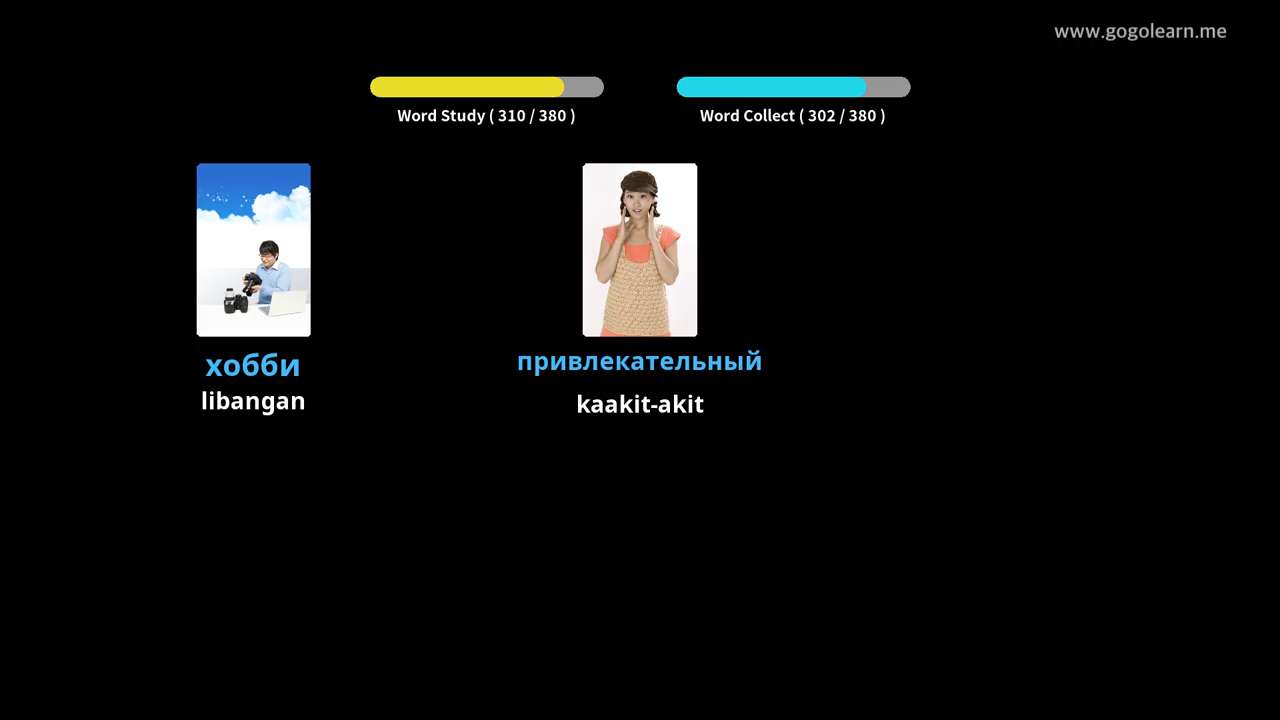 www.gogolearn.me
Word Study ( 310 / 380 )
Word Collect ( 302 / 380 )
хобби
libangan
привлекательный
kaakit-akit